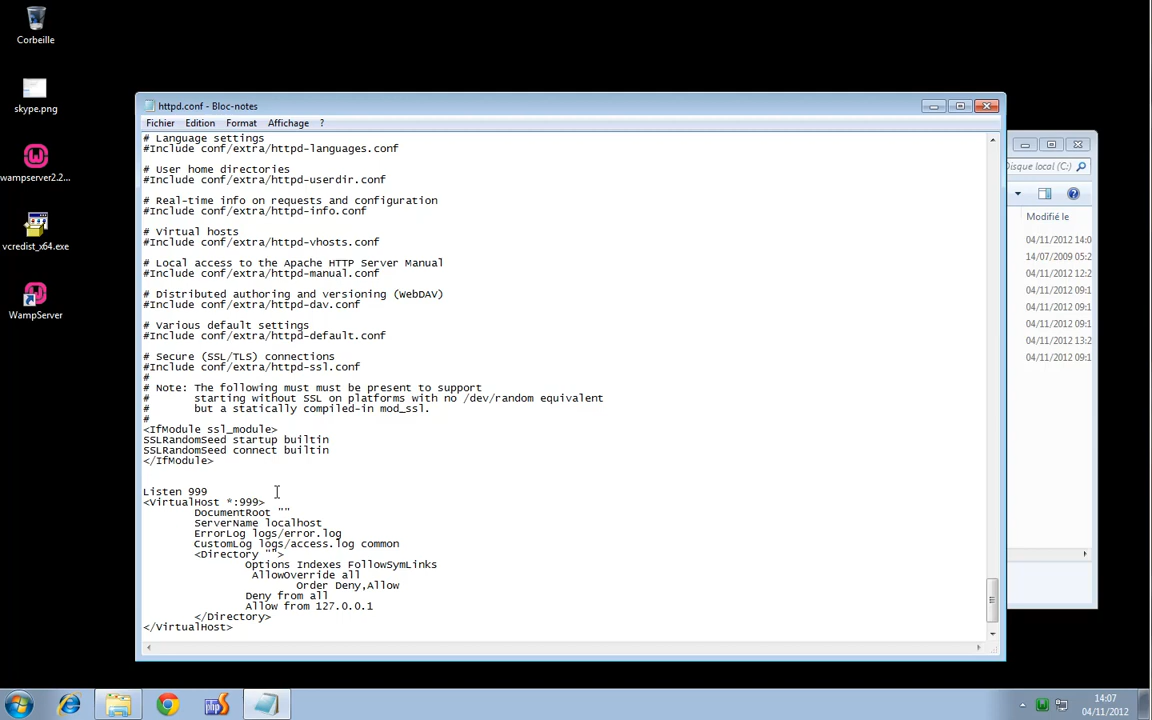 Corbeille
skype.png
wampserver2.2...
vcredist_x64.exe
WampServer
httpd.conf - Bloc-notes
Fichier Edition Format Affichage ?
# Language settings
#Include conf/extra/httpd-languages.conf
# User home directories
#Include conf/extra/httpd-userdir.conf
# Real-time info on requests and configuration
#Include conf/extra/httpd-info.conf
# Virtual hosts
#Include conf/extra/httpd-vhosts.conf
# Local access to the Apache HTTP Server Manual
#Include conf/extra/httpd-manual.conf
# Distributed authoring and versioning (WebDAV)
#Include conf/extra/httpd-dav.conf
# Various default settings
#Include conf/extra/httpd-default.conf
# Secure (SSL/TLS) connections
#Include conf/extra/httpd-ssl.conf
#
# Note: The following must must be present to support
#       starting without SSL on platforms with no /dev/random equivalent
#       but a statically compiled-in mod_ssl.
#
<IfModule ssl_module>
SSLRandomSeed startup builtin
SSLRandomSeed connect builtin
</IfModule>
Listen 999
<VirtualHost *:999>
DocumentRoot ""
ServerName localhost
ErrorLog logs/error.log
CustomLog logs/access.log common
<Directory "">
Options Indexes FollowSymLinks
AllowOverride all
Order Deny,Allow
Deny from all
Allow from 127.0.0.1
</Directory>
</VirtualHost>
Disque local (C:)
Modifié le
04/11/2012 14:0
14/07/2009 05:2
04/11/2012 12:2
04/11/2012 09:1
04/11/2012 09:1
04/11/2012 09:1
04/11/2012 13:2
04/11/2012 09:1
php
14:07
04/11/2012